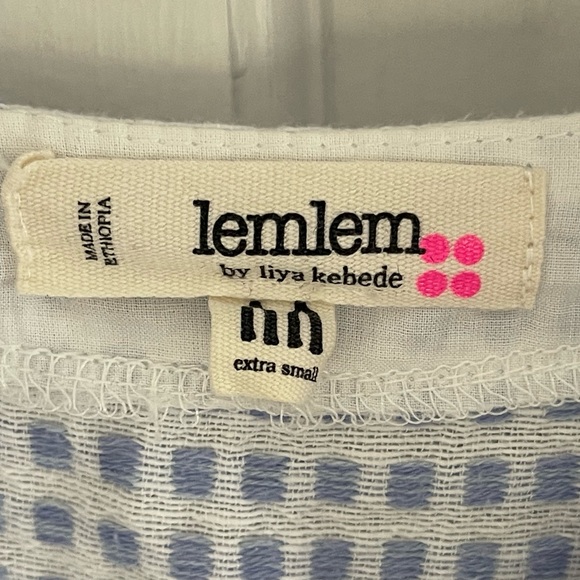 MADE IN
ETHIOPIA
lemlem
by liya kebede
extra small